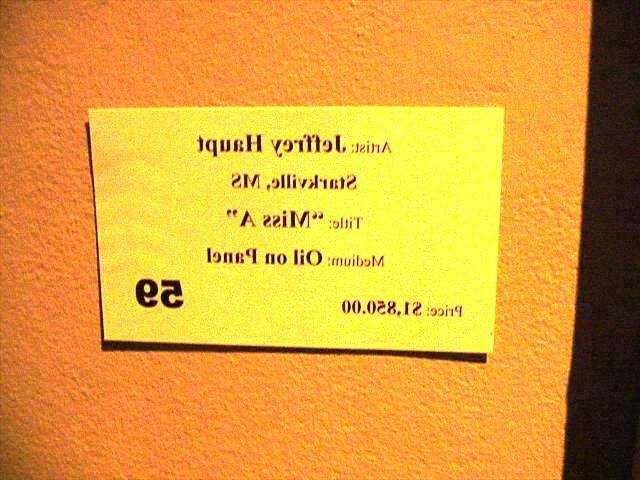 Artist: Jeffrey Haupt
Starkville, MS
Title: “Miss A”
Medium: Oil on Panel
Price: $1,850.00
59